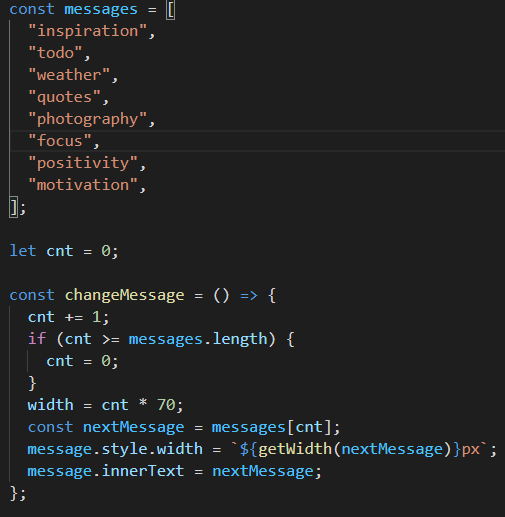 const messages = [
  "inspiration",
  "todo",
  "weather",
  "quotes",
  "photography",
  "focus",
  "positivity",
  "motivation",
];

let cnt = 0;

const changeMessage = () => {
  cnt += 1;
  if (cnt >= messages.length) {
    cnt = 0;
  }
  width = cnt * 70;
  const nextMessage = messages[cnt];
  message.style.width = `${getWidth(nextMessage)}px`;
  message.innerText = nextMessage;
};